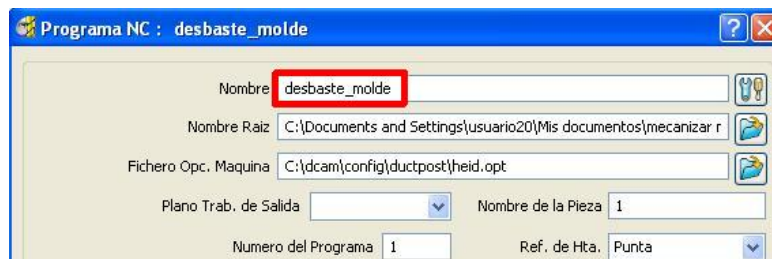 Programa NC : desbaste_molde
Nombre desbaste_molde
Nombre Raiz C:\Documents and Settings\usuario20\Mis documentos\mecanizar r
Fichero Opc. Maquina C:\dcam\config\ductpost\heid.opt
Plano Trab. de Salida Nombre de la Pieza 1
Numero del Programa 1 Ref. de Hta. Punta